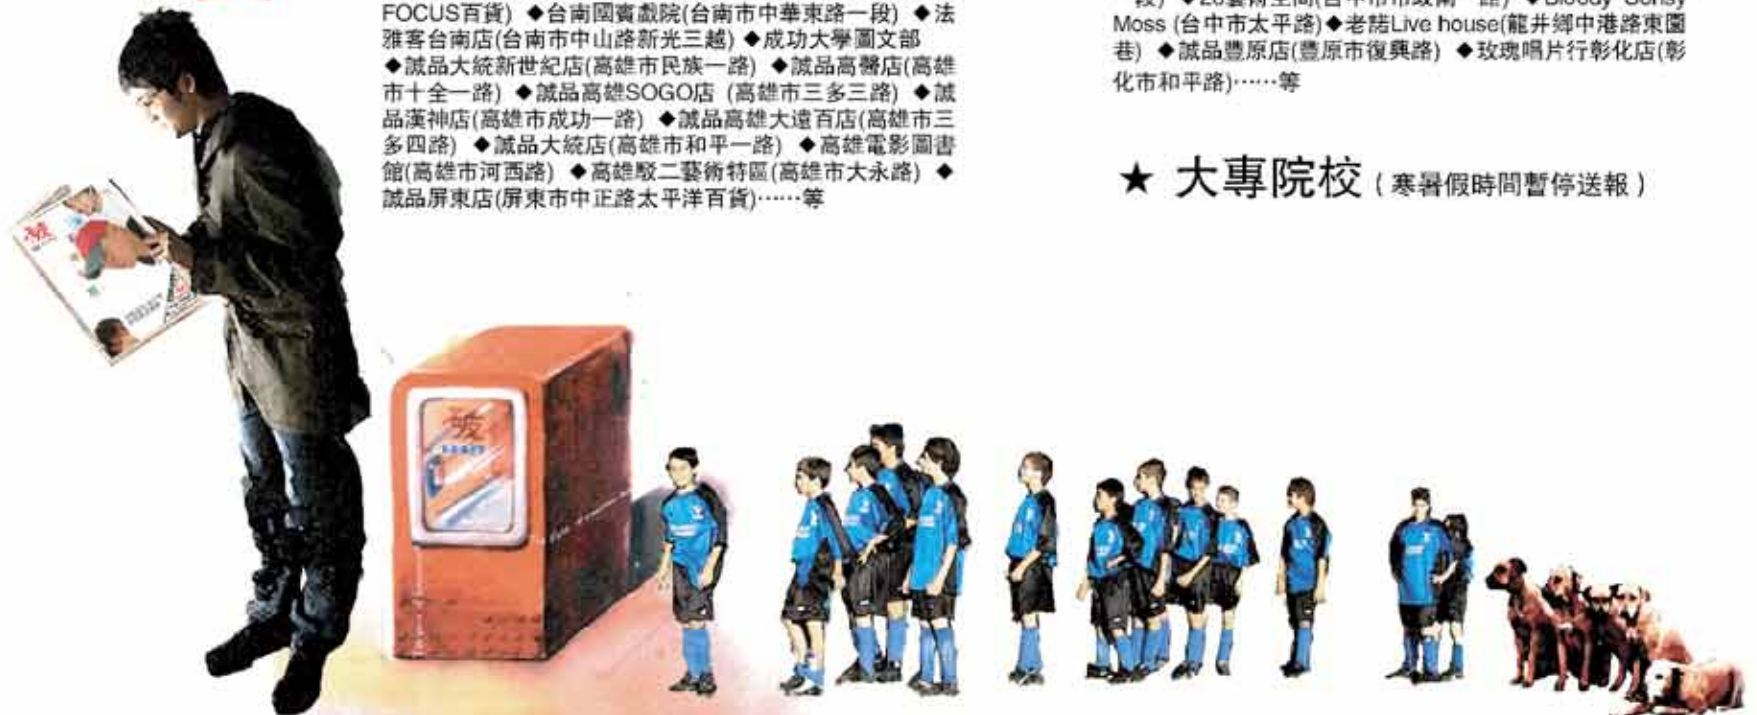 FOCUS百貨) ◆台南國賓戲院(台南市中華東路一段) ◆法
雅客台南店(台南市中山路新光三越) ◆成功大學圖文部
◆誠品大統新世紀店(高雄市民族一路) ◆誠品高醫店(高雄
市十全一路) ◆誠品高雄SOGO店 (高雄市三多三路) ◆誠
品漢神店(高雄市成功一路) ◆誠品高雄大遠百店(高雄市三
多四路) ◆誠品大統店(高雄市和平一路) ◆高雄電影圖書
館(高雄市河西路) ◆高雄駁二藝術特區(高雄市大永路) ◆
誠品屏東店(屏東市中正路太平洋百貨)⋯⋯等
Moss (台中市太平路)◆老諾Live house(龍井鄉中港路東園
巷) ◆誠品豐原店(豐原市復興路) ◆玫瑰唱片行彰化店(彰
化市和平路)⋯⋯等
★ 大專院校 ( 寒暑假時間暫停送報 )